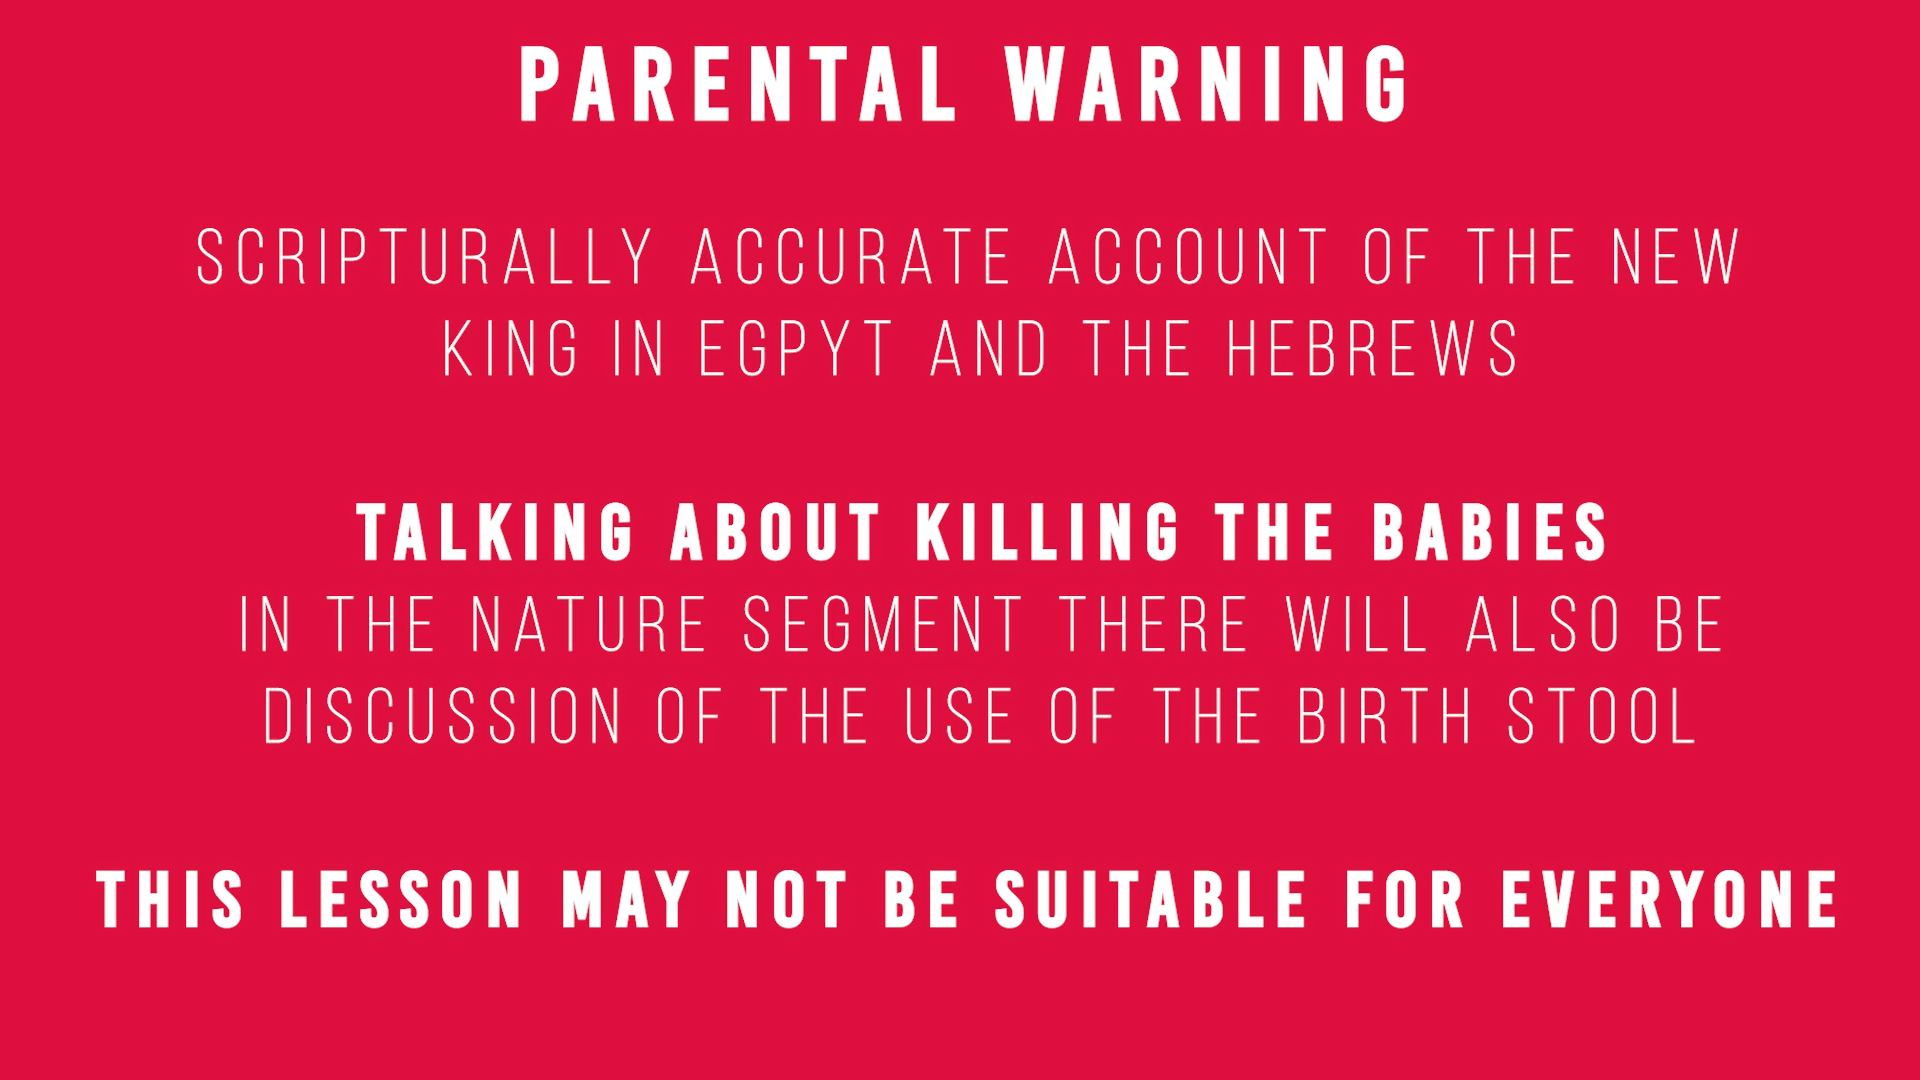 PARENTAL WARNING
SCRIPTURALLY ACCURATE ACCOUNT OF THE NEW
KING IN EGPYT AND THE HEBREWS
TALKING ABOUT KILLING THE BABIES
IN THE NATURE SEGMENT THERE WILL ALSO BE
DISCUSSION OF THE USE OF THE BIRTH STOOL
THIS LESSON MAY NOT BE SUITABLE FOR EVERYONE